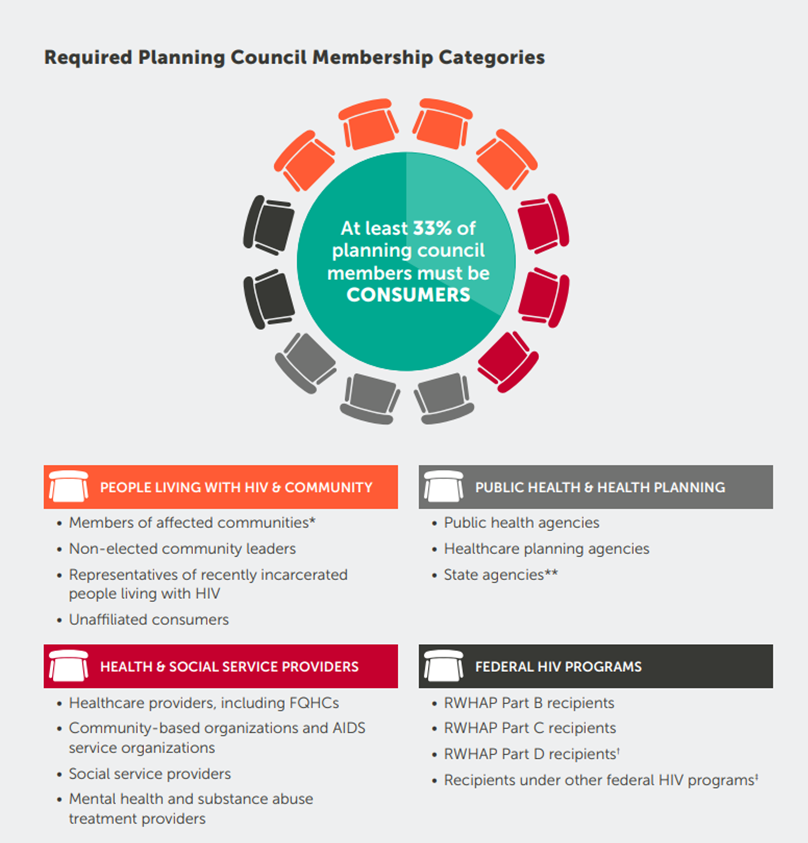 Required Planning Council Membership Categories
At least 33% of
planning council
members must be
CONSUMERS
PEOPLE LIVING WITH HIV & COMMUNITY
• Members of affected communities*
• Non-elected community leaders
• Representatives of recently incarcerated
people living with HIV
• Unaffiliated consumers
PUBLIC HEALTH & HEALTH PLANNING
• Public health agencies
• Healthcare planning agencies
• State agencies**
HEALTH & SOCIAL SERVICE PROVIDERS
• Healthcare providers, including FQHCs
• Community-based organizations and AIDS
service organizations
• Social service providers
• Mental health and substance abuse
treatment providers
FEDERAL HIV PROGRAMS
• RWHAP Part B recipients
• RWHAP Part C recipients
• RWHAP Part D recipients†
• Recipients under other federal HIV programs‡